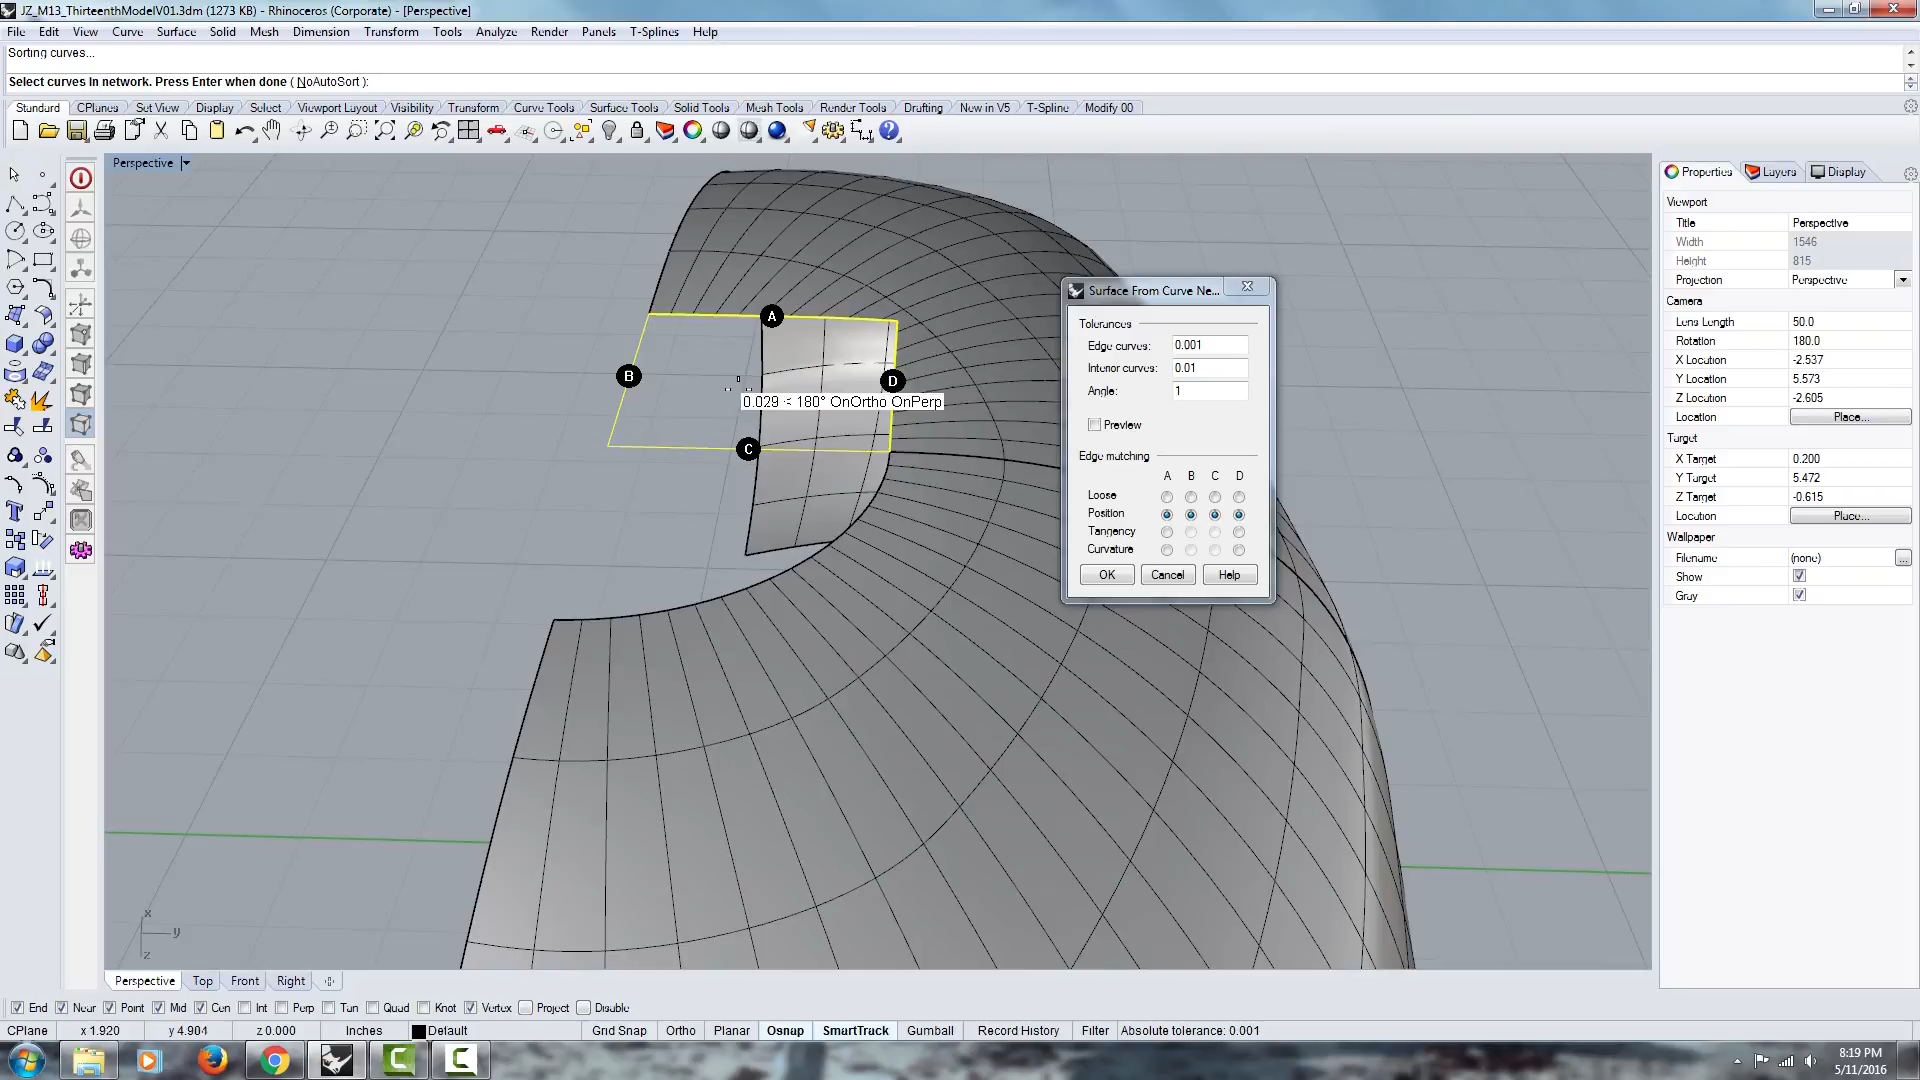 JZ_M13_ThirteenthModelV01.3dm (1273 KB) - Rhinoceros (Corporate) - [Perspective]
File Edit View Curve Surface Solid Mesh Dimension Transform Tools Analyze Render Panels T-Splines Help
Sorting curves...
Select curves in network. Press Enter when done ( NoAutoSort ):
Standard CPlanes Set View Display Select Viewport Layout Visibility Transform Curve Tools Surface Tools Solid Tools Mesh Tools Render Tools Drafting New in V5 T-Spline Modify 00
Perspective
A
B
C
D
0.029 < 180° OnOrtho OnPerp
Surface From Curve Ne...
Tolerances
Edge curves: 0.001
Interior curves: 0.01
Angle: 1
Preview
Edge matching
A B C D
Loose
Position
Tangency
Curvature
OK Cancel Help
Properties Layers Display
Viewport
Title Perspective
Width 1546
Height 815
Projection Perspective
Camera
Lens Length 50.0
Rotation 180.0
X Location -2.537
Y Location 5.573
Z Location -2.605
Location Place...
Target
X Target 0.200
Y Target 5.472
Z Target -0.615
Location Place...
Wallpaper
Filename (none) ...
Show
Gray
x
y
z
Perspective Top Front Right
End Near Point Mid Cen Int Perp Tan Quad Knot Vertex Project Disable
CPlane x 1.920 y 4.904 z 0.000 Inches Default Grid Snap Ortho Planar Osnap SmartTrack Gumball Record History Filter Absolute tolerance: 0.001
8:19 PM
5/11/2016